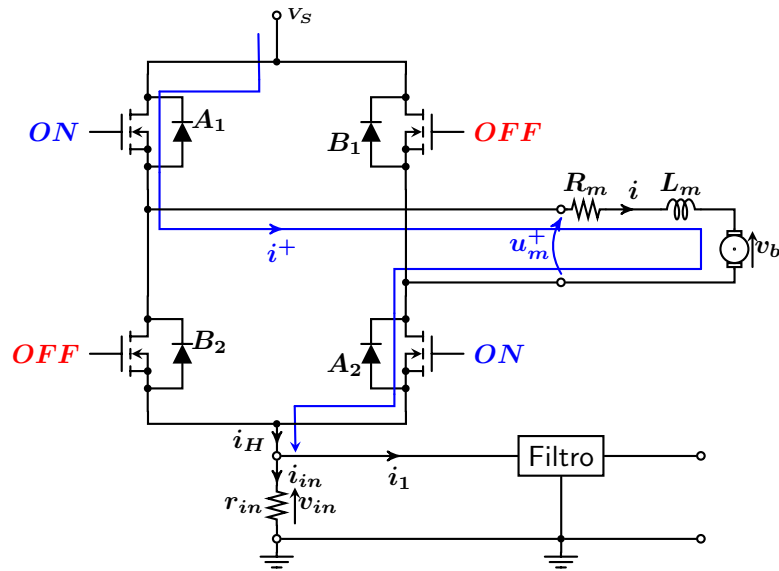 v_S
ON
A_1
B_1
OFF
R_m
i
L_m
i^+
u_m^+
v_b
OFF
B_2
A_2
ON
i_H
i_in
i_1
Filtro
r_in
v_in